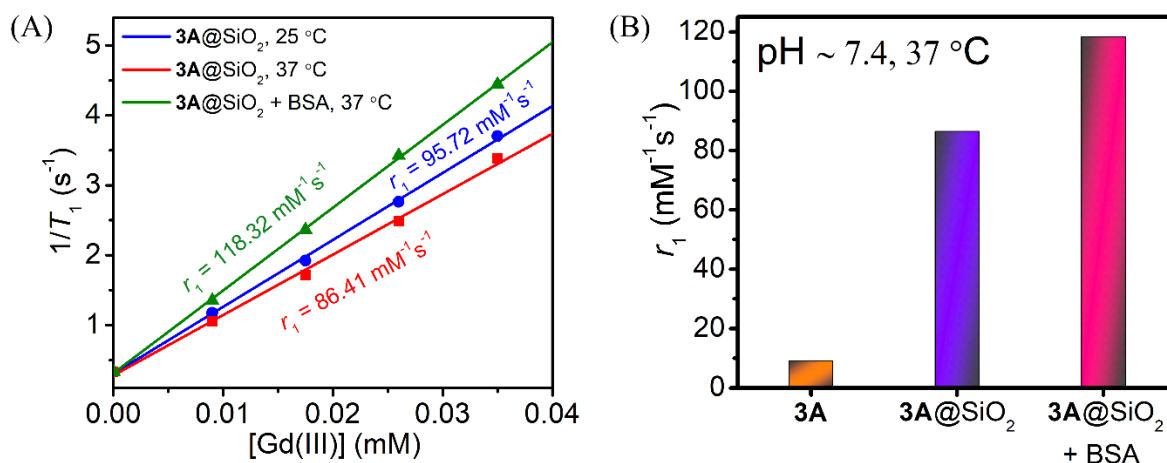 (A)
3A@SiO₂, 25 °C
3A@SiO₂, 37 °C
3A@SiO₂ + BSA, 37 °C
r₁ = 118.32 mM⁻¹s⁻¹
r₁ = 95.72 mM⁻¹s⁻¹
r₁ = 86.41 mM⁻¹s⁻¹
1/T₁ (s⁻¹)
5
4
3
2
1
0.00 0.01 0.02 0.03 0.04
[Gd(III)] (mM)
(B)
pH ~ 7.4, 37 °C
r₁ (mM⁻¹s⁻¹)
120
100
80
60
40
20
0
3A 3A@SiO₂ 3A@SiO₂
+ BSA